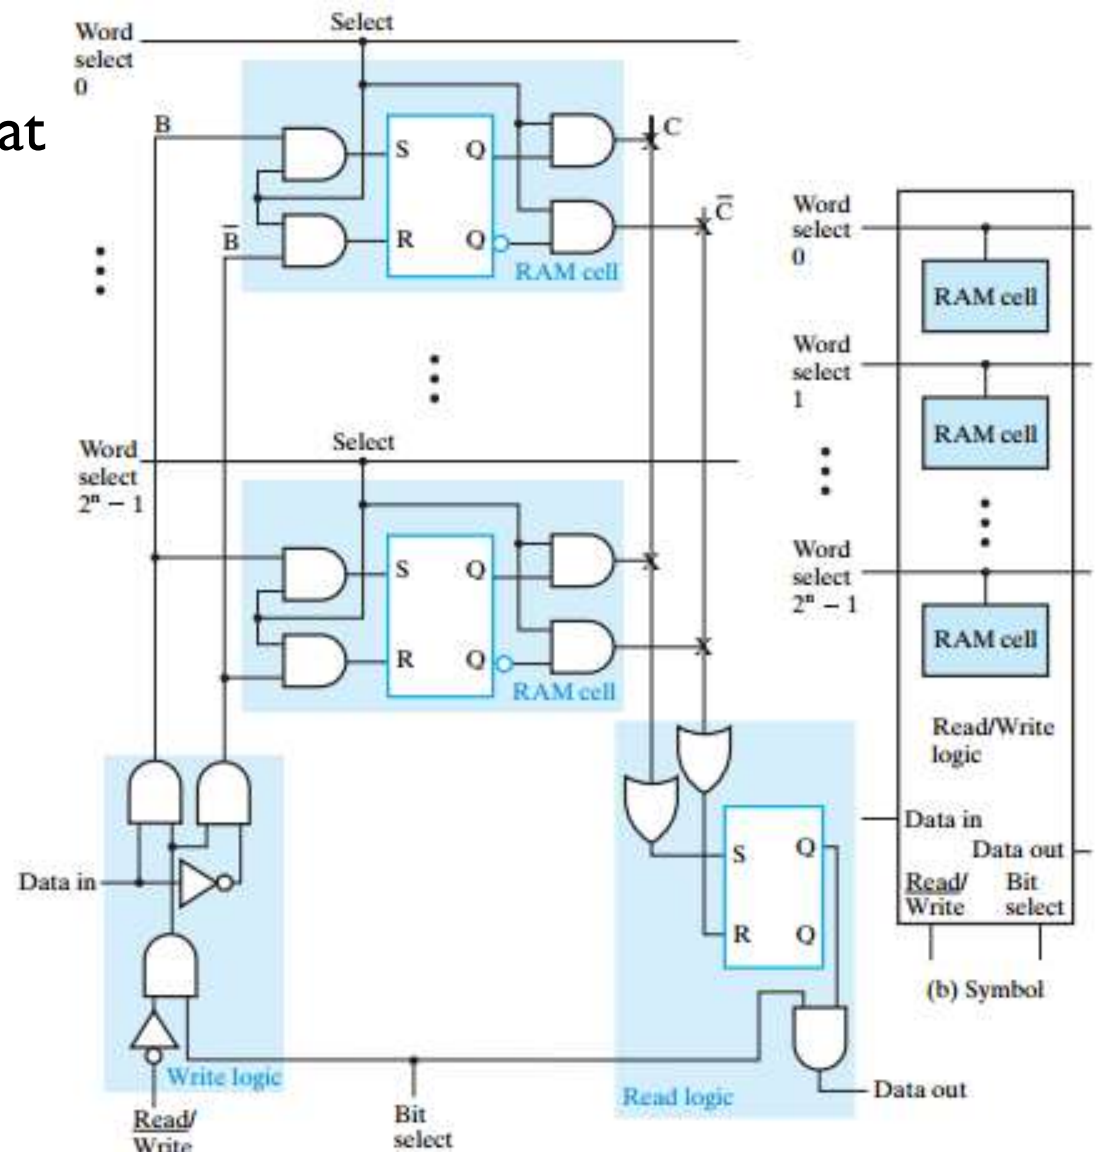 at
Word
select
0
Select
B
B̅
S
Q
R
Q
RAM cell
C
C̅
Word
select
2ⁿ − 1
Select
S
Q
R
Q
RAM cell
Data in
Write logic
Read/
Write
Bit
select
S
Q
R
Q
Read logic
Data out
Word
select
0
RAM cell
Word
select
1
RAM cell
Word
select
2ⁿ − 1
RAM cell
Read/Write
logic
Data in
Data out
Read/
Write
Bit
select
(b) Symbol